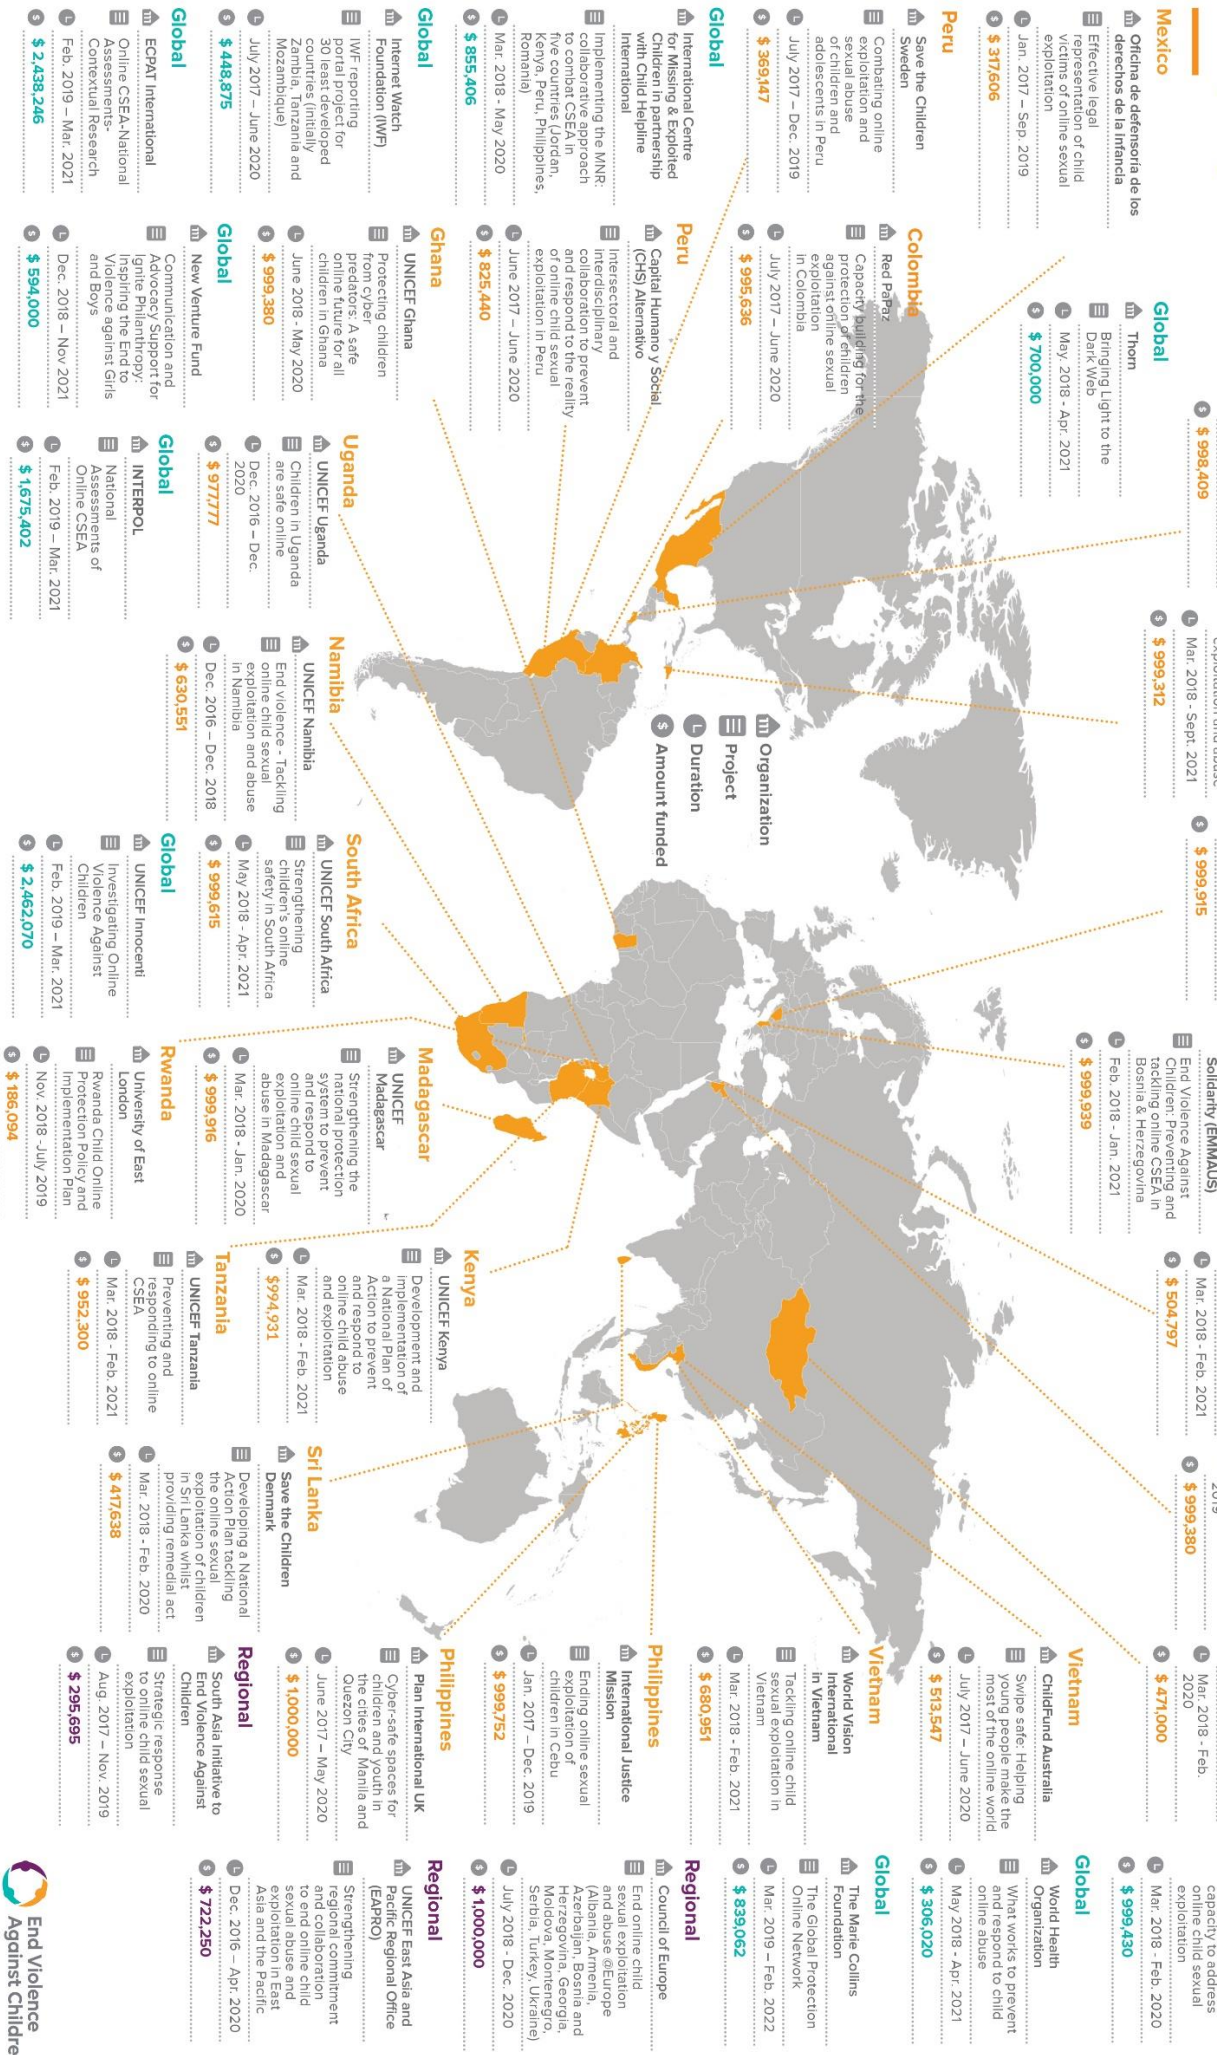 Mexico
Oficina de defensoría de los
derechos de la infancia
Effective legal
representation of child
victims of online sexual
exploitation
Jan. 2017 – Sep. 2019
$ 317,606
Peru
Save the Children
Sweden
Combating online
exploitation and
sexual abuse
of children and
adolescents in Peru
July 2017 – Dec. 2019
$ 369,147
Global
International Centre
for Missing & Exploited
Children in partnership
with Child Helpline
International
Implementing the MNR:
collaborative approach
to combat CSEA in
five countries (Jordan,
Kenya, Peru, Philippines,
Romania)
Mar. 2018 - May 2020
$ 855,406
Global
Internet Watch
Foundation (IWF)
IWF reporting
portal project for
30 least developed
countries (initially
Zambia, Tanzania and
Mozambique)
July 2017 – June 2020
$ 448,875
Global
ECPAT International
Online CSEA-National
Assessments-
Contextual Research
Feb. 2019 – Mar. 2021
$ 2,438,246
$ 998,409
Global
Thorn
Bringing Light to the
Dark Web
May. 2018 - Apr. 2021
$ 700,000
Colombia
Red PaPaz
Capacity building for the
protection of children
against online sexual
exploitation
in Colombia
July 2017 – June 2020
$ 995,636
Peru
Capital Humano y Social
(CHS) Alternativo
Intersectoral and
interdisciplinary
collaboration to prevent
and respond to the reality
of online child sexual
exploitation in Peru
June 2017 – June 2020
$ 825,440
Ghana
UNICEF Ghana
Protecting children
from cyber
predators: A safe
online future for all
children in Ghana
June 2018 - May 2020
$ 999,380
Global
New Venture Fund
Communication and
Advocacy Support for
Ignite Philanthropy:
Inspiring the End to
Violence against Girls
and Boys
Dec. 2018 – Nov 2021
$ 594,000
Uganda
UNICEF Uganda
Children in Uganda
are safe online
Dec. 2016 – Dec.
2020
$ 977,777
Global
INTERPOL
National
Assessments of
Online CSEA
Feb. 2019 – Mar. 2021
$ 1,675,402
exploitation and abuse
Mar. 2018 - Sept. 2021
$ 999,312
Organization
Project
Duration
Amount funded
Namibia
UNICEF Namibia
End violence - Tackling
online child sexual
exploitation and abuse
in Namibia
Dec. 2016 – Dec. 2018
$ 630,551
$ 999,915
South Africa
UNICEF South Africa
Strengthening
children's online
safety in South Africa
May 2018 - Apr. 2021
$ 999,615
Global
UNICEF Innocenti
Investigating Online
Violence Against
Children
Feb. 2019 – Mar. 2021
$ 2,462,070
Solidarity (EMMAUS)
End Violence Against
Children: Preventing and
tackling online CSEA in
Bosnia & Herzegovina
Feb. 2018 - Jan. 2021
$ 999,939
Madagascar
UNICEF
Madagascar
Strengthening the
national protection
system to prevent
and respond to
online child sexual
exploitation and
abuse in Madagascar
Mar. 2018 - Jan. 2020
$ 999,916
Rwanda
University of East
London
Rwanda Child Online
Protection Policy and
Implementation Plan
Nov. 2018 -July 2019
$ 186,094
Mar. 2018 - Feb. 2021
$ 504,797
Kenya
UNICEF Kenya
Development and
implementation of
a National Plan of
Action to prevent
and respond to
online child abuse
and exploitation
Mar. 2018 - Feb. 2021
$994,931
Tanzania
UNICEF Tanzania
Preventing and
responding to online
CSEA
Mar. 2018 - Feb. 2021
$ 952,300
2019
$ 999,380
Sri Lanka
Save the Children
Denmark
Developing a National
Action Plan tackling
the online sexual
exploitation of children
in Sri Lanka whilst
providing remedial act
Mar. 2018 - Feb. 2020
$ 417,638
Mar. 2018 - Feb.
2020
$ 471,000
Vietnam
ChildFund Australia
Swipe safe: Helping
young people make the
most of the online world
July 2017 – June 2020
$ 513,547
Vietnam
World Vision
International
in Vietnam
Tackling online child
sexual exploitation in
Vietnam
Mar. 2018 - Feb. 2021
$ 680,951
Philippines
International Justice
Mission
Ending online sexual
exploitation of
children in Cebu
Jan. 2017 – Dec. 2019
$ 999,752
Philippines
Plan International UK
Cyber-safe spaces for
children and youth in
the cities of Manila and
Quezon City
June 2017 – May 2020
$ 1,000,000
Regional
South Asia Initiative to
End Violence Against
Children
Strategic response
to online child sexual
exploitation
Aug. 2017 – Nov. 2019
$ 295,695
capacity to address
online child sexual
exploitation
Mar. 2018 - Feb. 2020
$ 999,430
Global
World Health
Organization
What works to prevent
and respond to child
online abuse
May 2018 - Apr. 2021
$ 306,020
Global
The Marie Collins
Foundation
The Global Protection
Online Network
Mar. 2019 – Feb. 2022
$ 839,062
Regional
Council of Europe
End online child
sexual exploitation
and abuse @Europe
(Albania, Armenia,
Azerbaijan, Bosnia and
Herzegovina, Georgia,
Moldova, Montenegro,
Serbia, Turkey, Ukraine)
July 2018 - Dec. 2020
$ 1,000,000
Regional
UNICEF East Asia and
Pacific Regional Office
(EAPRO)
Strengthening
regional commitment
and collaboration
to end online child
sexual abuse and
exploitation in East
Asia and the Pacific
Dec. 2016 – Apr. 2020
$ 722,250
End Violence
Against Childre